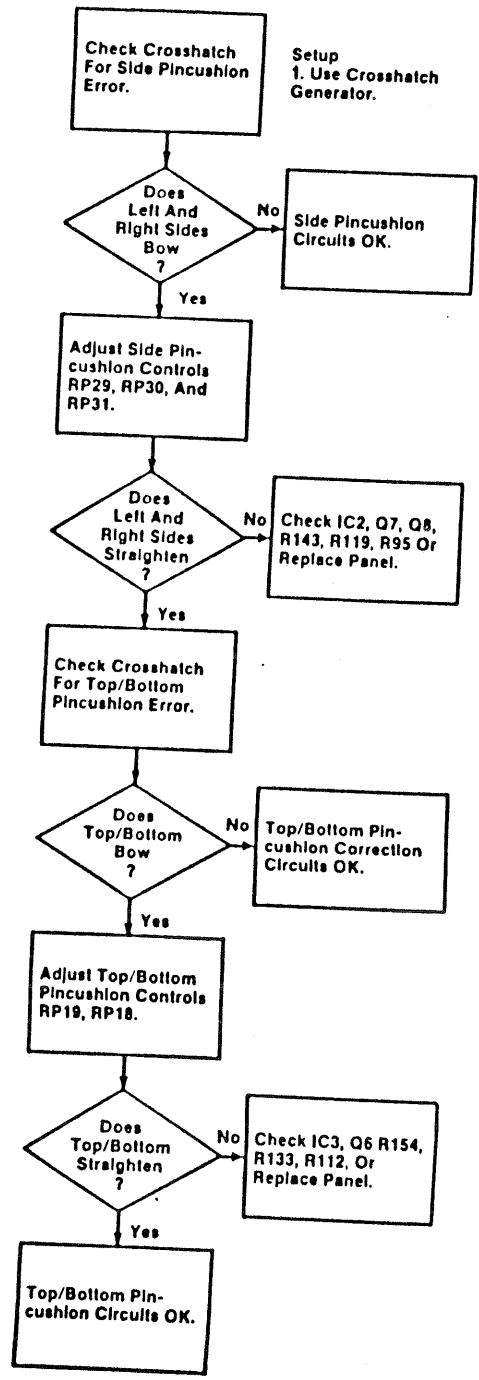 Check Crosshatch
For Side Pincushion
Error.
Setup
1. Use Crosshatch
Generator.
Does
Left And
Right Sides
Bow
?
No
Side Pincushion
Circuits OK.
Yes
Adjust Side Pin-
cushion Controls
RP29, RP30, And
RP31.
Does
Left And
Right Sides
Straighten
?
No
Check IC2, Q7, Q8,
R143, R119, R95 Or
Replace Panel.
Yes
Check Crosshatch
For Top/Bottom
Pincushion Error.
Does
Top/Bottom
Bow
?
No
Top/Bottom Pin-
cushion Correction
Circuits OK.
Yes
Adjust Top/Bottom
Pincushion Controls
RP19, RP18.
Does
Top/Bottom
Straighten
?
No
Check IC3, Q6 R154,
R133, R112, Or
Replace Panel.
Yes
Top/Bottom Pin-
cushion Circuits OK.